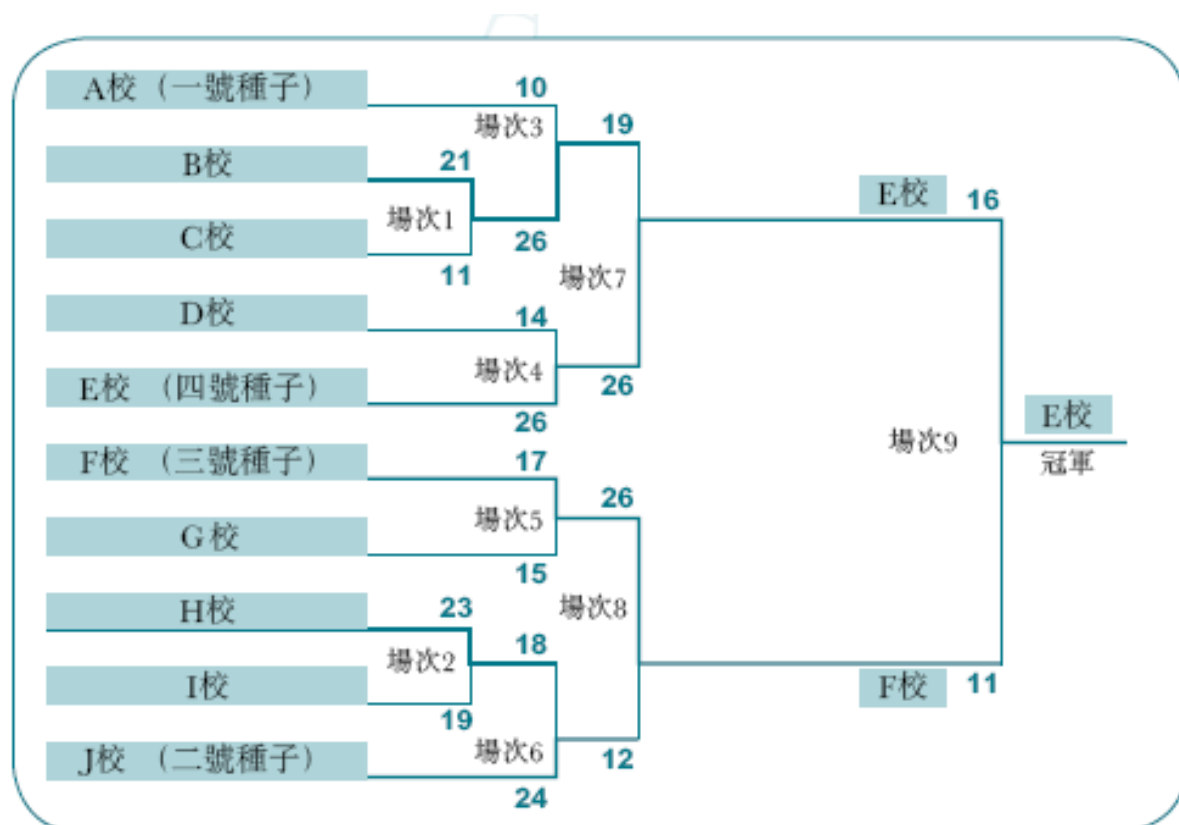 A校 (一號種子)
10
場次3
19
B校
21
E校
16
場次1
C校
26
11
場次7
D校
14
場次4
E校 (四號種子)
26
26
E校
場次9
冠軍
F校 (三號種子)
17
26
場次5
G校
15
H校
23
場次8
18
場次2
I校
F校
11
19
場次6
J校 (二號種子)
12
24